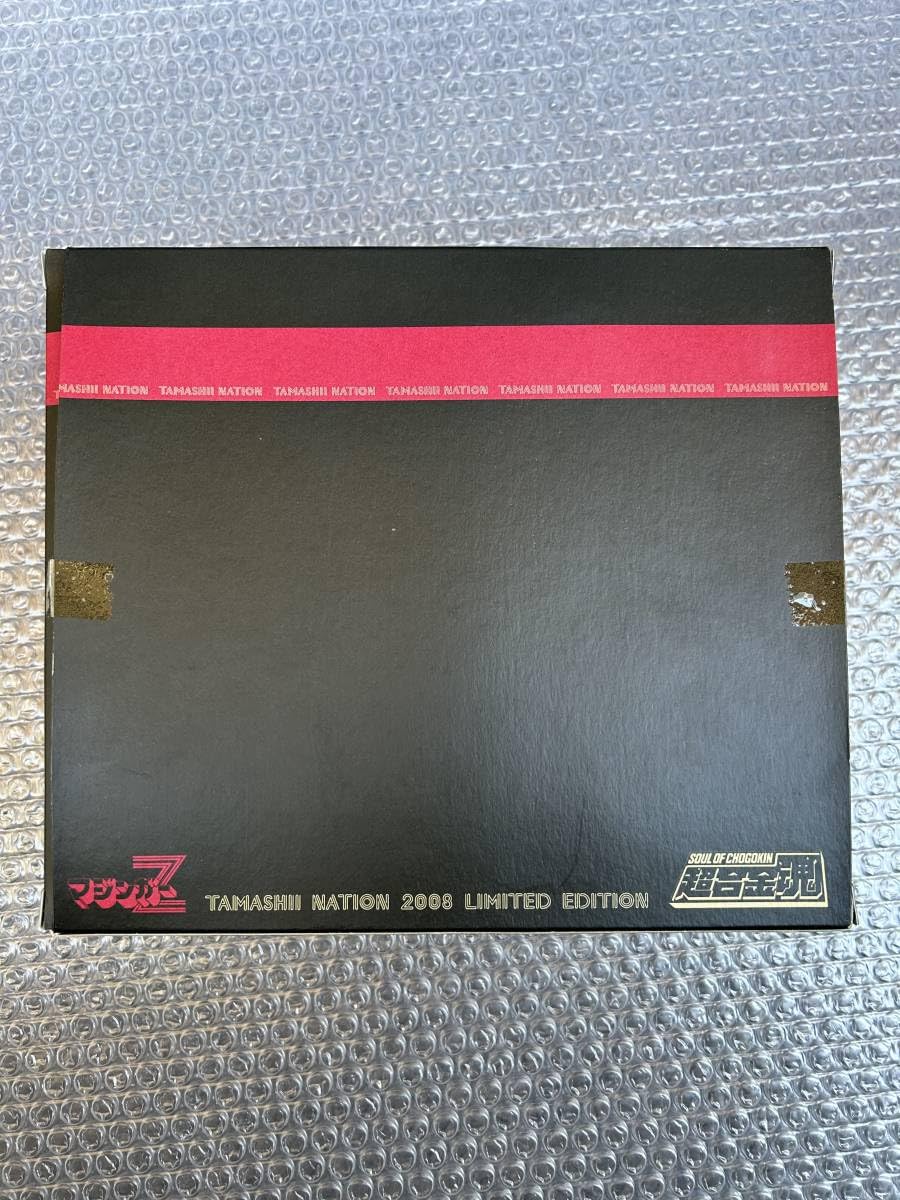 MASHII NATION TAMASHII NATION TAMASHII NATION TAMASHII NATION TAMASHII NATION TAMASHII NATION TAMASHII NATION
マジンガーZ
TAMASHII NATION 2008 LIMITED EDITION
SOUL OF CHOGOKIN
超合金魂